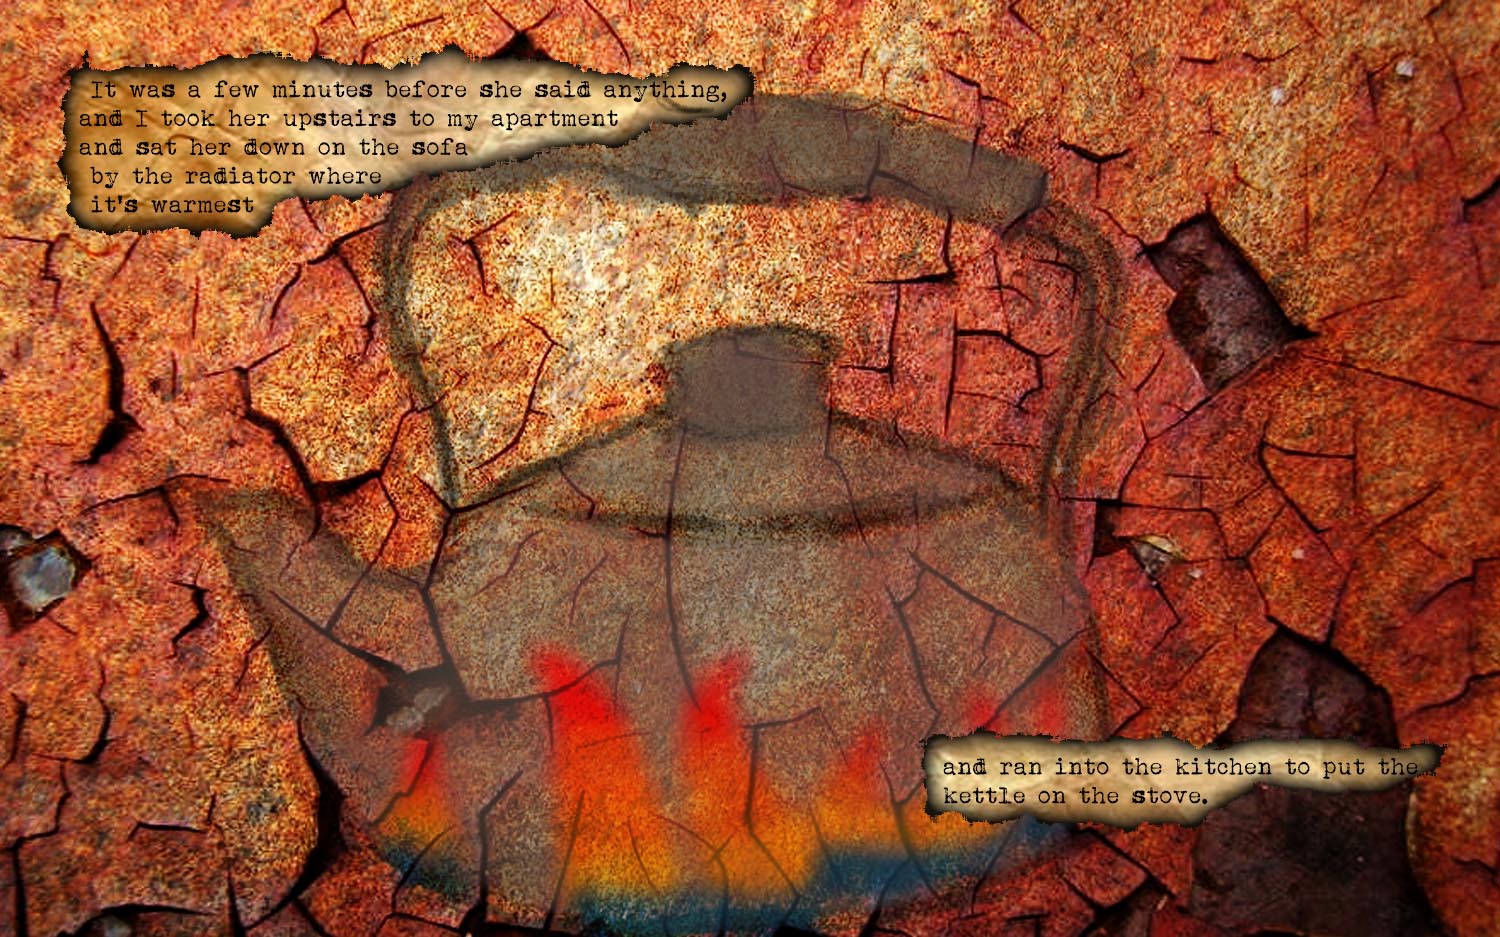 It was a few minutes before she said anything,
and I took her upstairs to my apartment
and sat her down on the sofa
by the radiator where
it's warmest
and ran into the kitchen to put the
kettle on the stove.